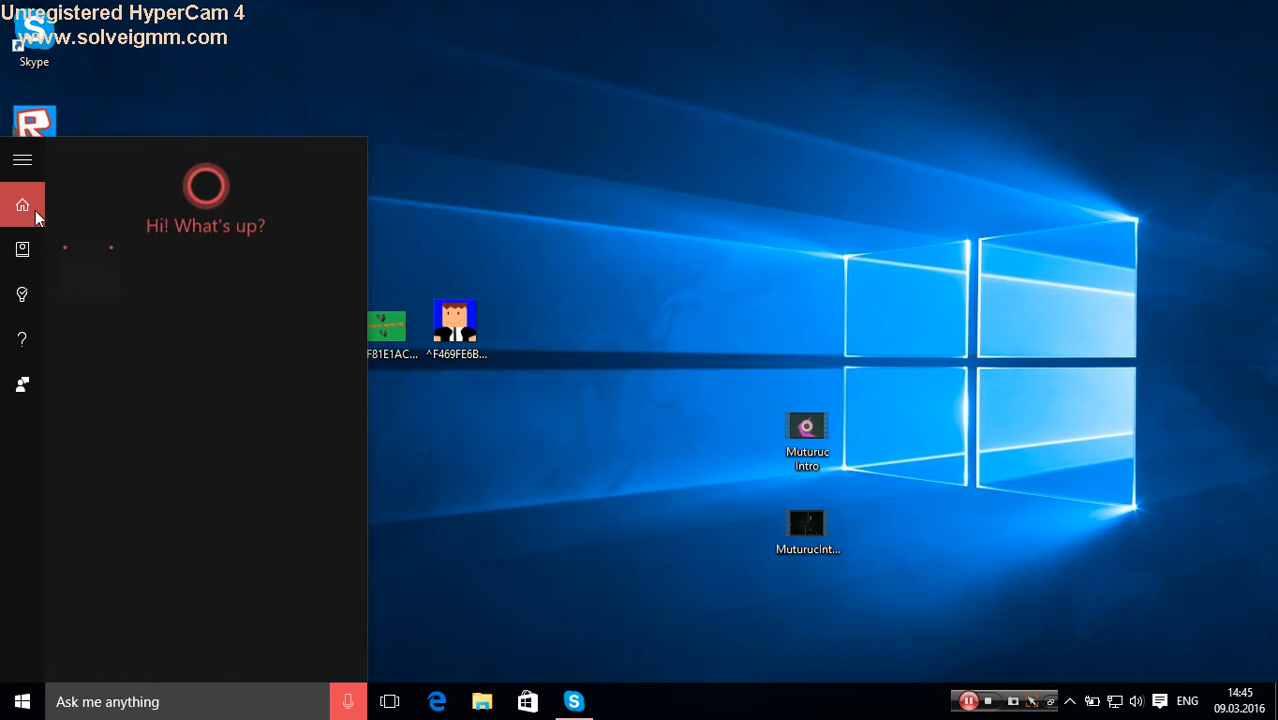 Unregistered HyperCam 4
www.solveigmm.com
Skype
Hi! What's up?
F81E1AC...
^F469FE6B...
Muturuc
Intro
MuturucInt...
Ask me anything
ENG
14:45
09.03.2016